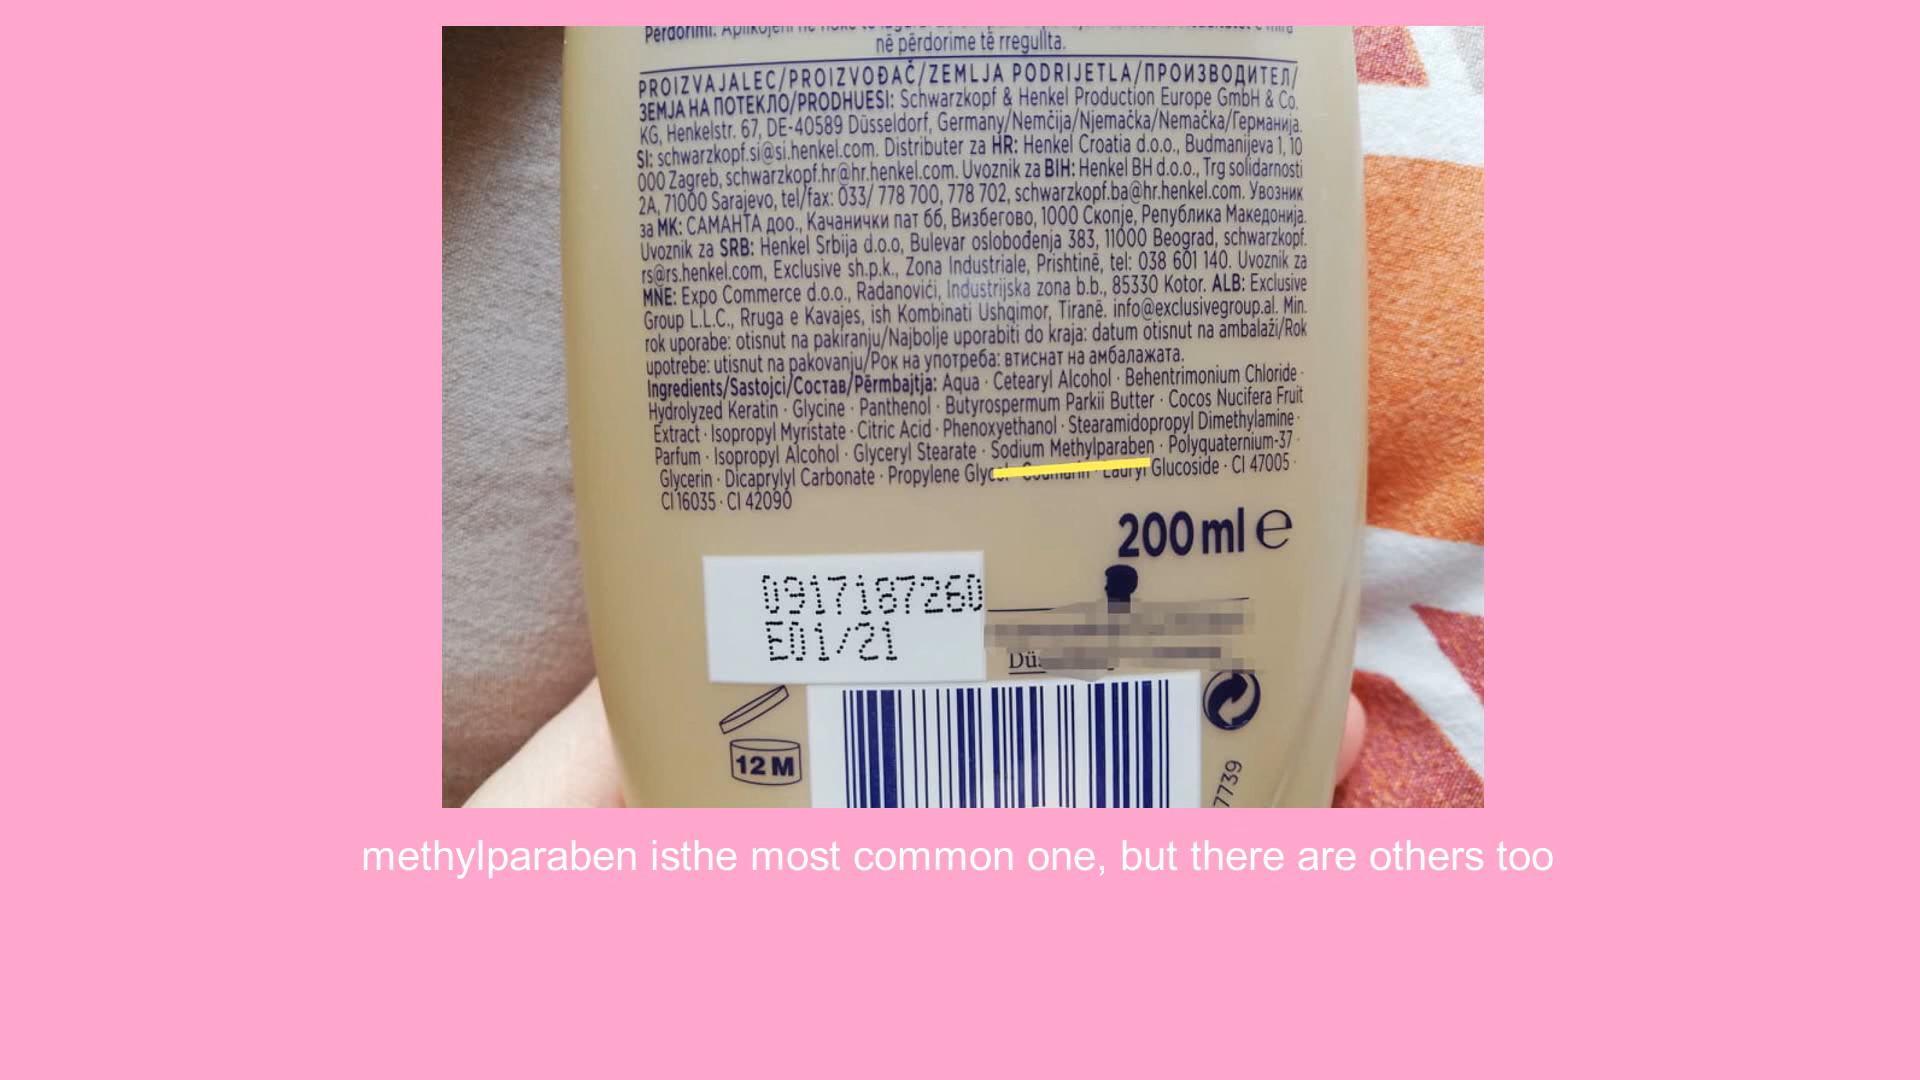 në përdorime të rregullta.
PROIZVAJALEC/PROIZVOĐAČ/ZEMLJA PODRIJETLA/ПРОИЗВОДИТЕЛ/
ЗЕМЈА НА ПОТЕКЛО/PRODHUESI: Schwarzkopf & Henkel Production Europe GmbH & Co.
KG, Henkelstr. 67, DE-40589 Düsseldorf, Germany/Nemčija/Njemačka/Nemačka/Германија.
SI: schwarzkopf.si@si.henkel.com. Distributer za HR: Henkel Croatia d.o.o., Budmanijeva 1, 10
000 Zagreb, schwarzkopf.hr@hr.henkel.com. Uvoznik za BIH: Henkel BH d.o.o., Trg solidarnosti
2A, 71000 Sarajevo, tel/fax: 033/ 778 700, 778 702, schwarzkopf.ba@hr.henkel.com. Увозник
за МК: САМАНТА доо., Качанички пат бб, Визбегово, 1000 Скопје, Република Македонија.
Uvoznik za SRB: Henkel Srbija d.o.o, Bulevar oslobođenja 383, 11000 Beograd, schwarzkopf.
rs@rs.henkel.com, Exclusive sh.p.k., Zona Industriale, Prishtinë, tel: 038 601 140. Uvoznik za
MNE: Expo Commerce d.o.o., Radanovići, Industrijska zona b.b., 85330 Kotor. ALB: Exclusive
Group L.L.C., Rruga e Kavajes, ish Kombinati Ushqimor, Tiranë. info@exclusivegroup.al. Min.
rok uporabe: otisnut na pakiranju/Najbolje uporabiti do kraja: datum otisnut na ambalaži/Rok
upotrebe: utisnut na pakovanju/Рок на употреба: втиснат на амбалажата.
Ingredients/Sastojci/Состав/Përmbajtja: Aqua · Cetearyl Alcohol · Behentrimonium Chloride ·
Hydrolyzed Keratin · Glycine · Panthenol · Butyrospermum Parkii Butter · Cocos Nucifera Fruit
Extract · Isopropyl Myristate · Citric Acid · Phenoxyethanol · Stearamidopropyl Dimethylamine ·
Parfum · Isopropyl Alcohol · Glyceryl Stearate · Sodium Methylparaben · Polyquaternium-37 ·
Glycerin · Dicaprylyl Carbonate · Propylene Glycol · Coumarin · Lauryl Glucoside · CI 47005 ·
CI 16035 · CI 42090
200 ml e
0917187260
E01/21
12 M
7739
methylparaben isthe most common one, but there are others too